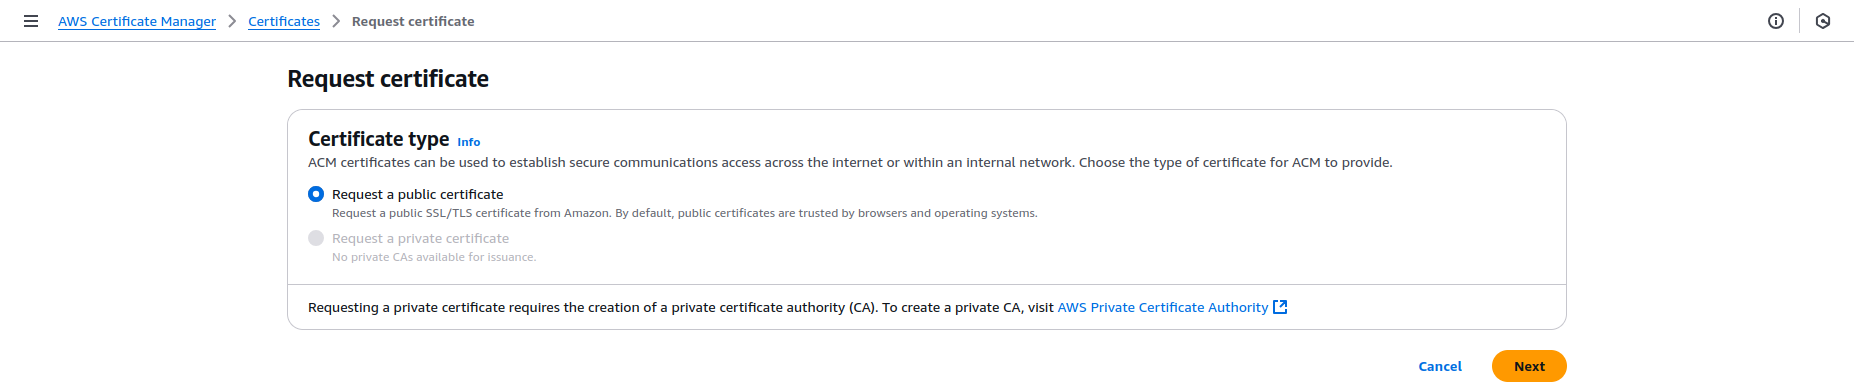 AWS Certificate Manager > Certificates > Request certificate
Request certificate
Certificate type Info
ACM certificates can be used to establish secure communications access across the internet or within an internal network. Choose the type of certificate for ACM to provide.
Request a public certificate
Request a public SSL/TLS certificate from Amazon. By default, public certificates are trusted by browsers and operating systems.
Request a private certificate
No private CAs available for issuance.
Requesting a private certificate requires the creation of a private certificate authority (CA). To create a private CA, visit AWS Private Certificate Authority
Cancel Next